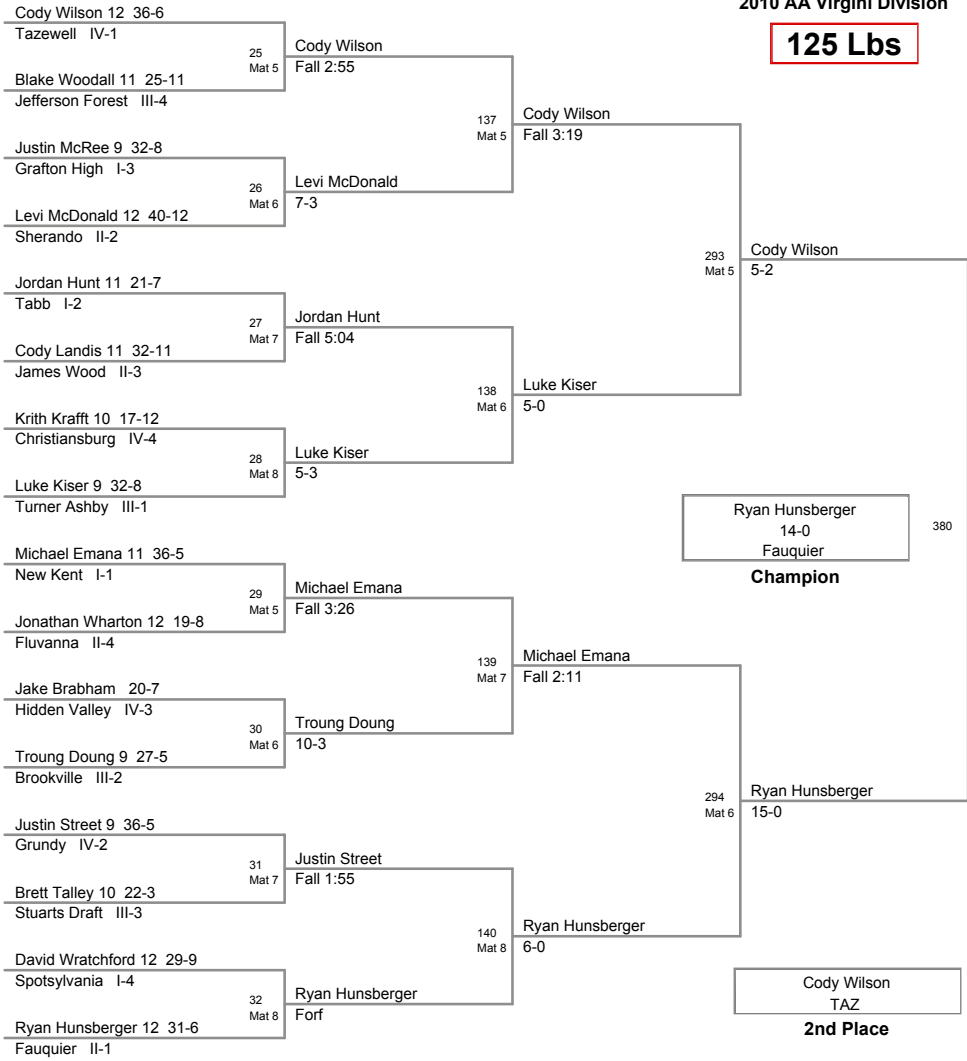 2010 AA Virgini Division
125 Lbs
Cody Wilson 12 36-6
Tazewell IV-1
25
Mat 5
Cody Wilson
Fall 2:55
Blake Woodall 11 25-11
Jefferson Forest III-4
137
Mat 5
Cody Wilson
Fall 3:19
Justin McRee 9 32-8
Grafton High I-3
26
Mat 6
Levi McDonald
7-3
Levi McDonald 12 40-12
Sherando II-2
293
Mat 5
Cody Wilson
5-2
Jordan Hunt 11 21-7
Tabb I-2
27
Mat 7
Jordan Hunt
Fall 5:04
Cody Landis 11 32-11
James Wood II-3
138
Mat 6
Luke Kiser
5-0
Krith Krafft 10 17-12
Christiansburg IV-4
28
Mat 8
Luke Kiser
5-3
Luke Kiser 9 32-8
Turner Ashby III-1
Ryan Hunsberger
14-0
Fauquier
380
Champion
Michael Emana 11 36-5
New Kent I-1
29
Mat 5
Michael Emana
Fall 3:26
Jonathan Wharton 12 19-8
Fluvanna II-4
139
Mat 7
Michael Emana
Fall 2:11
Jake Brabham 20-7
Hidden Valley IV-3
30
Mat 6
Troung Doung
10-3
Troung Doung 9 27-5
Brookville III-2
294
Mat 6
Ryan Hunsberger
15-0
Justin Street 9 36-5
Grundy IV-2
31
Mat 7
Justin Street
Fall 1:55
Brett Talley 10 22-3
Stuarts Draft III-3
140
Mat 8
Ryan Hunsberger
6-0
David Wratchford 12 29-9
Spotsylvania I-4
32
Mat 8
Ryan Hunsberger
Forf
Ryan Hunsberger 12 31-6
Fauquier II-1
Cody Wilson
TAZ
2nd Place